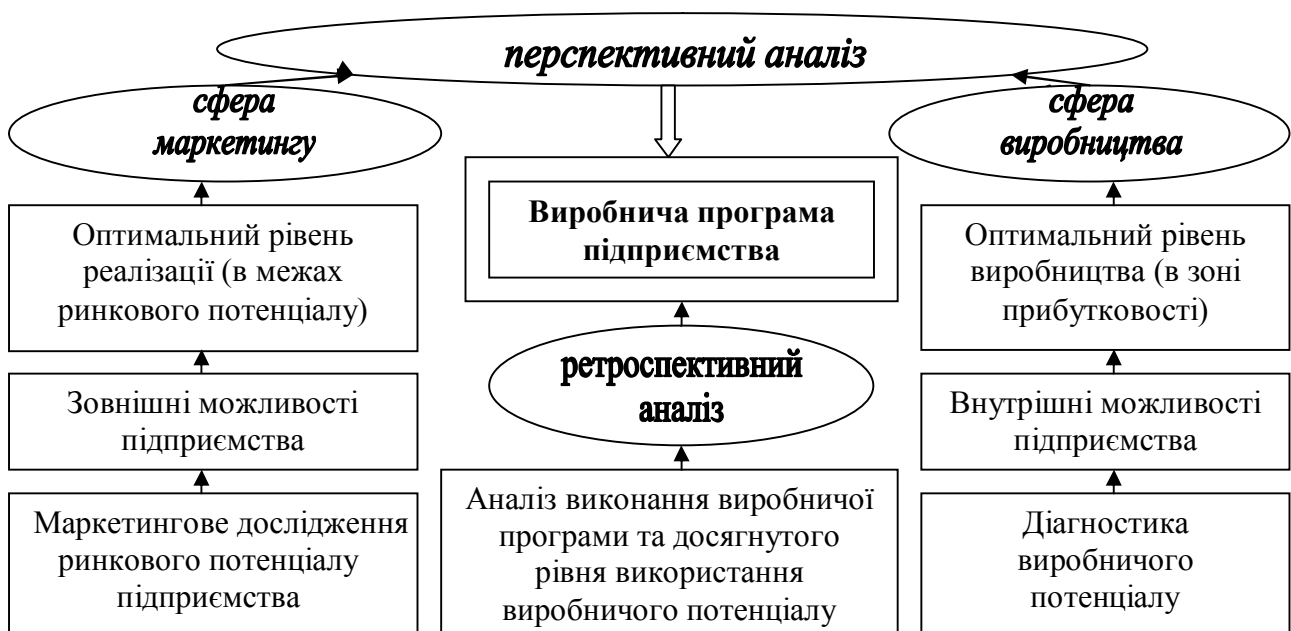 перспективний аналіз
сфера
маркетингу
сфера
виробництва
Виробнича програма
підприємства
Оптимальний рівень
реалізації (в межах
ринкового потенціалу)
Оптимальний рівень
виробництва (в зоні
прибутковості)
ретроспективний
аналіз
Зовнішні можливості
підприємства
Внутрішні можливості
підприємства
Маркетингове дослідження
ринкового потенціалу
підприємства
Аналіз виконання виробничої
програми та досягнутого
рівня використання
виробничого потенціалу
Діагностика
виробничого
потенціалу